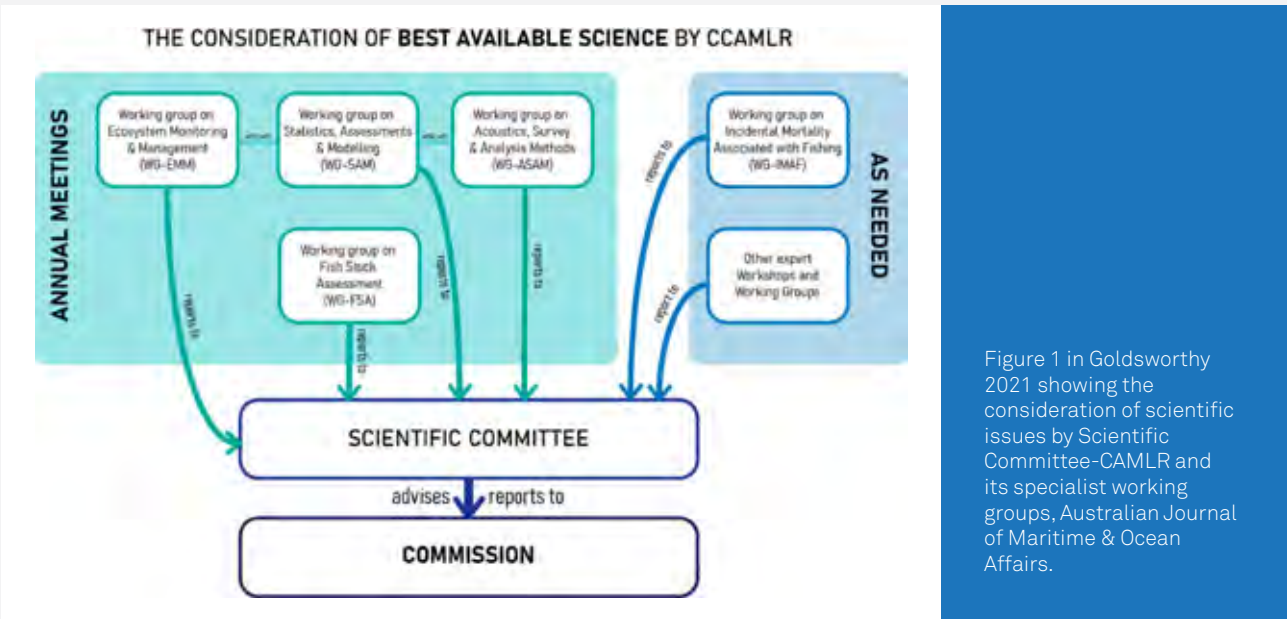 THE CONSIDERATION OF BEST AVAILABLE SCIENCE BY CCAMLR
ANNUAL MEETINGS
Working group on
Ecosystem Monitoring
& Management
(WG-EMM)
Working group on
Statistics, Assessments
& Modelling
(WG-SAM)
Working group on
Acoustics, Survey
& Analysis Methods
(WG-ASAM)
Working group on
Fish Stock
Assessment
(WG-FSA)
Working group on
Incidental Mortality
Associated with Fishing
(WG-IMAF)
Other expert
Workshops and
Working Groups
AS NEEDED
reports to
reports to
reports to
reports to
reports to
report to
SCIENTIFIC COMMITTEE
advises reports to
COMMISSION
Figure 1 in Goldsworthy
2021 showing the
consideration of scientific
issues by Scientific
Committee-CAMLR and
its specialist working
groups, Australian Journal
of Maritime & Ocean
Affairs.